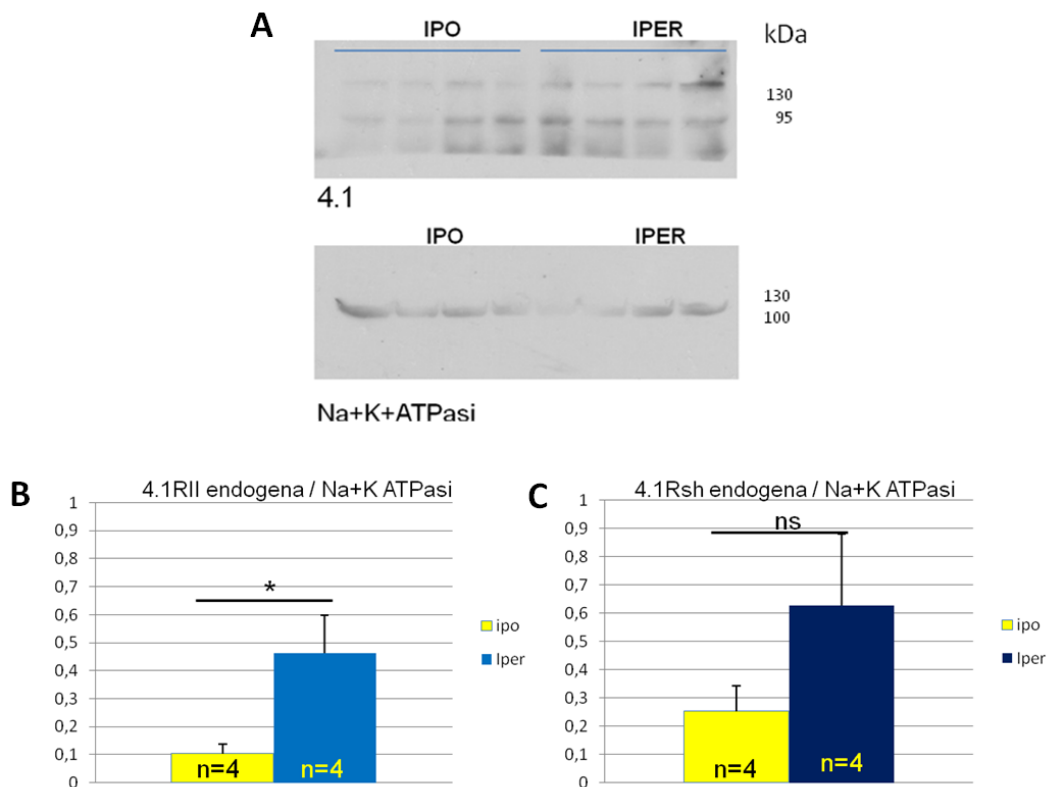 A
IPO IPER kDa
130
95
4.1
IPO IPER
130
100
Na+K+ATPasi
B
4.1RII endogena / Na+K ATPasi
1
0,9
0,8
0,7
0,6
0,5
0,4
0,3
0,2
0,1
0
*
n=4 n=4
ipo
Iper
C
4.1Rsh endogena / Na+K ATPasi
1
0,9
0,8
0,7
0,6
0,5
0,4
0,3
0,2
0,1
0
ns
n=4 n=4
ipo
Iper